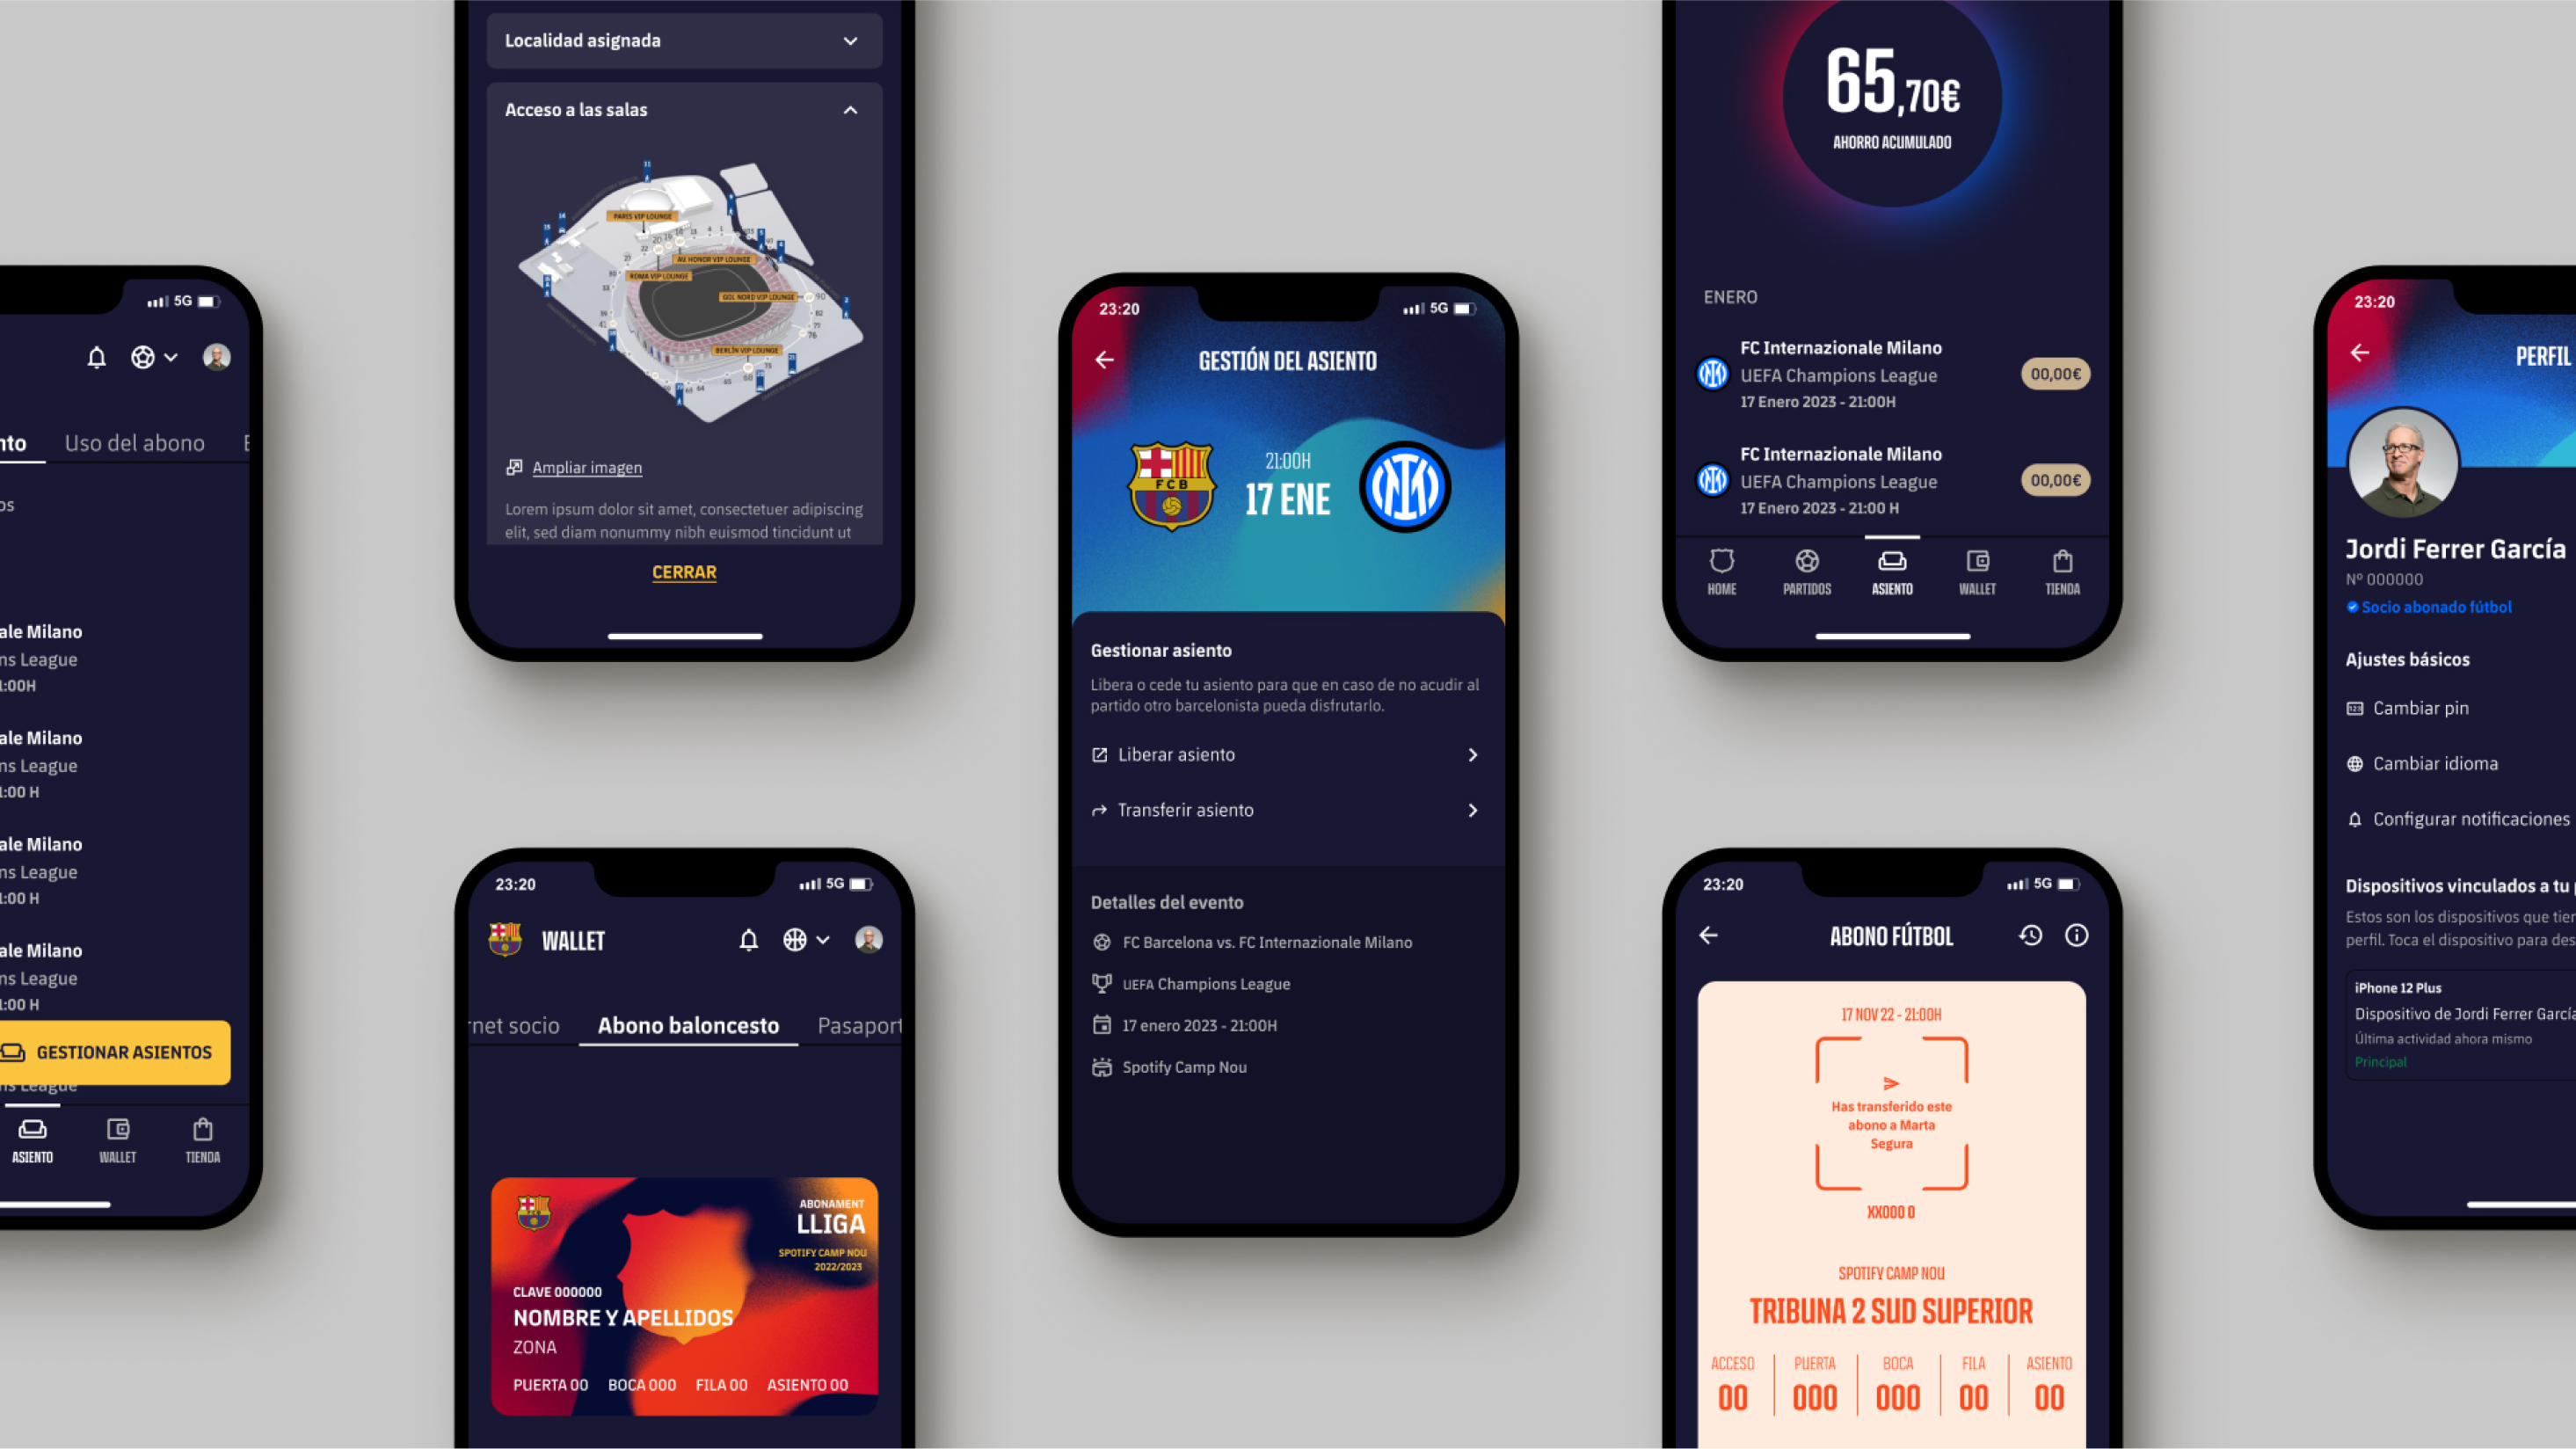 5G
nto
Uso del abono
os
ale Milano
ns League
1:00H
ale Milano
ns League
1:00 H
ale Milano
ns League
1:00 H
ale Milano
ns League
1:00 H
GESTIONAR ASIENTOS
ns League
ASIENTO
WALLET
TIENDA
Localidad asignada
Acceso a las salas
PARIS VIP LOUNGE
AV. HONOR VIP LOUNGE
ROMA VIP LOUNGE
GOL NORD VIP LOUNGE
90
82
77
76
BERLÍN VIP LOUNGE
Ampliar imagen
Lorem ipsum dolor sit amet, consectetuer adipiscing
elit, sed diam nonummy nibh euismod tincidunt ut
CERRAR
23:20
5G
WALLET
rnet socio
Abono baloncesto
Pasaport
ABONAMENT
LLIGA
SPOTIFY CAMP NOU
2022/2023
CLAVE 000000
NOMBRE Y APELLIDOS
ZONA
PUERTA 00 BOCA 000 FILA 00 ASIENTO 00
23:20
5G
GESTIÓN DEL ASIENTO
FCB
21:00H
17 ENE
Gestionar asiento
Libera o cede tu asiento para que en caso de no acudir al
partido otro barcelonista pueda disfrutarlo.
Liberar asiento
Transferir asiento
Detalles del evento
FC Barcelona vs. FC Internazionale Milano
UEFA Champions League
17 enero 2023 - 21:00H
Spotify Camp Nou
65,70€
AHORRO ACUMULADO
ENERO
FC Internazionale Milano
UEFA Champions League
17 Enero 2023 - 21:00H
00,00€
FC Internazionale Milano
UEFA Champions League
17 Enero 2023 - 21:00 H
00,00€
HOME
PARTIDOS
ASIENTO
WALLET
TIENDA
23:20
5G
ABONO FÚTBOL
17 NOV 22 - 21:00H
Has transferido este
abono a Marta
Segura
XX000 0
SPOTIFY CAMP NOU
TRIBUNA 2 SUD SUPERIOR
ACCESO PUERTA BOCA FILA ASIENTO
00 000 000 00 00
23:20
PERFIL
Jordi Ferrer García
Nº 000000
Socio abonado fútbol
Ajustes básicos
123
Cambiar pin
Cambiar idioma
Configurar notificaciones
Dispositivos vinculados a tu
Estos son los dispositivos que tien
perfil. Toca el dispositivo para des
iPhone 12 Plus
Dispositivo de Jordi Ferrer García
Última actividad ahora mismo
Principal